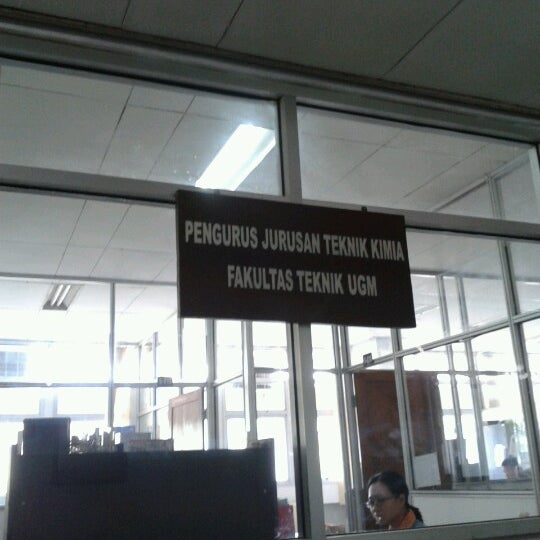 PENGURUS JURUSAN TEKNIK KIMIA
FAKULTAS TEKNIK UGM